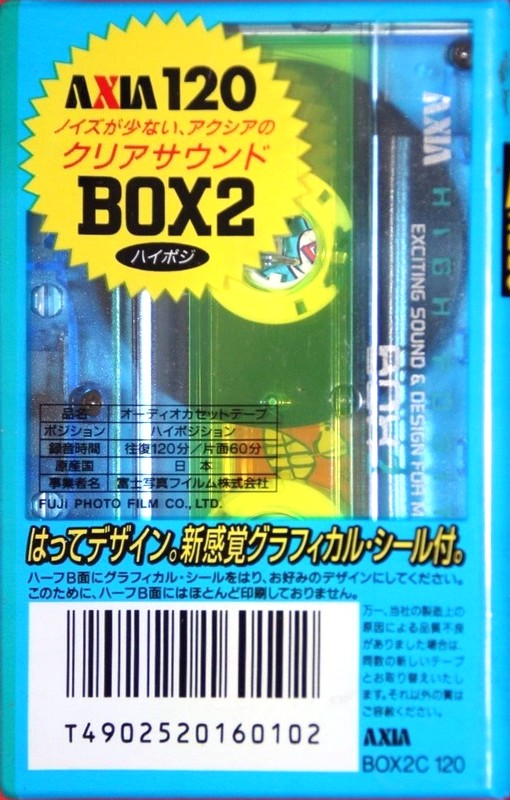 AXIA 120
ノイズが少ない、アクシアの
クリアサウンド
BOX2
ハイポジ
AXIA
HIGH
EXCITING SOUND & DESIGN FOR M
品名 オーディオカセットテープ
ポジション ハイポジション
録音時間 往復120分/片面60分
原産国 日本
事業者名 富士写真フイルム株式会社
FUJI PHOTO FILM CO., LTD.
はってデザイン。新感覚グラフィカル・シール付。
ハーフB面にグラフィカル・シールをはり、お好みのデザインにしてください。
このために、ハーフB面にはほとんど印刷しておりません。
万一、当社の製造上の
原因による品質不良
がありました場合は、
同数の新しいテープ
とお取り替えいたし
ます。それ以外の責は
ご容赦ください。
T4902520160102
AXIA
BOX2C 120